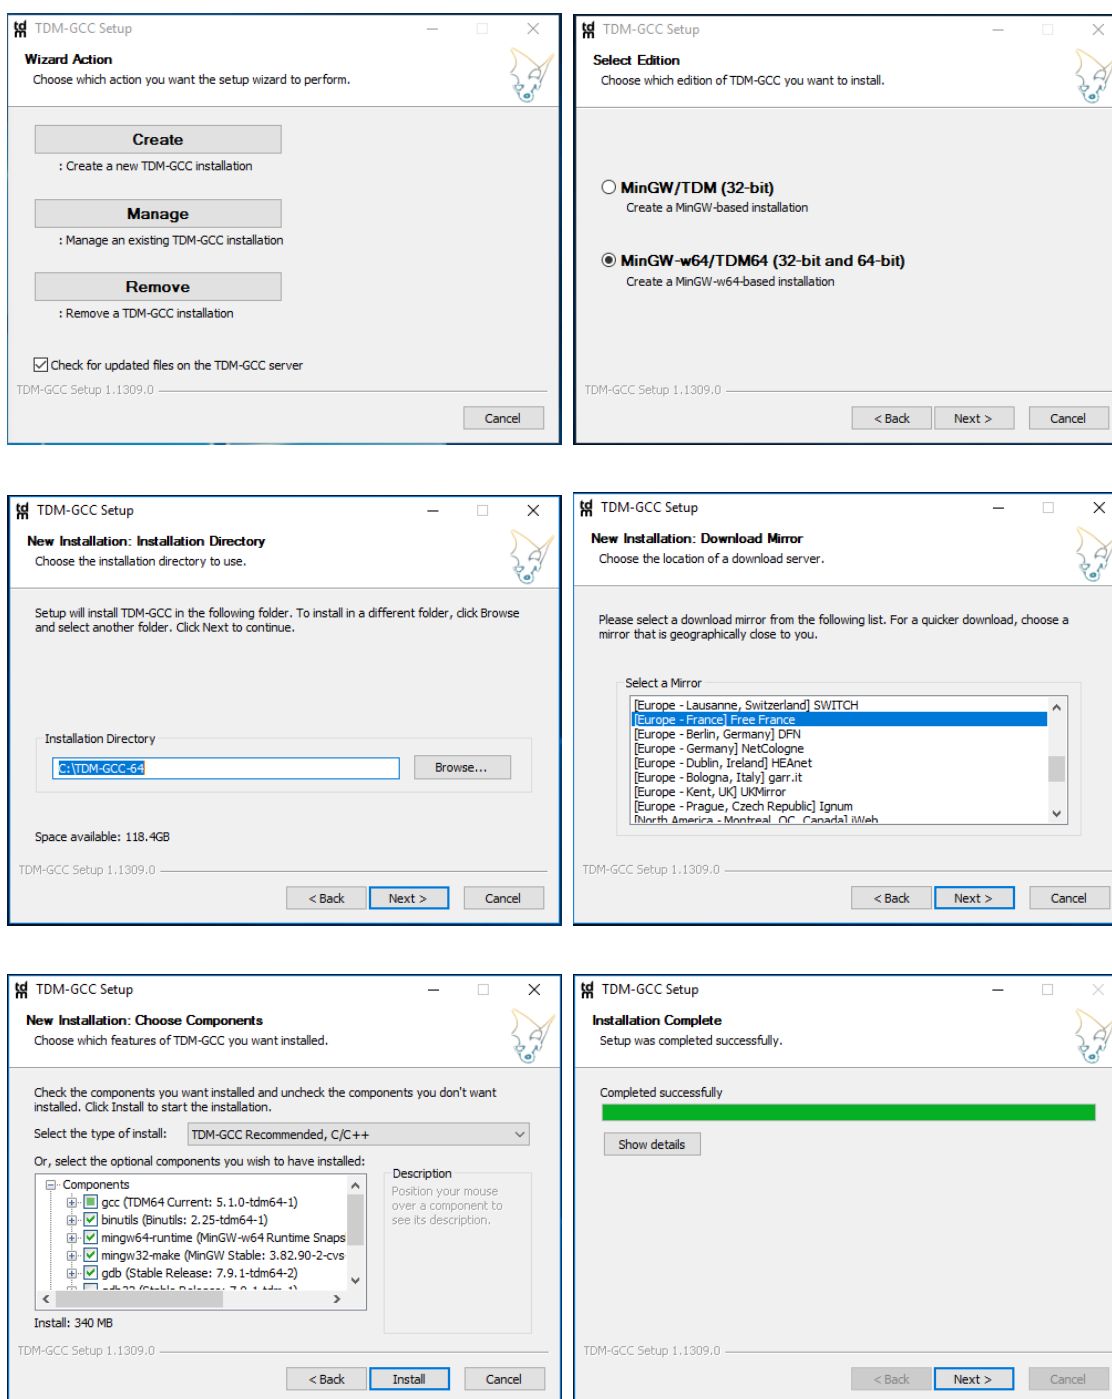 TDM-GCC Setup
Wizard Action
Choose which action you want the setup wizard to perform.
Create
: Create a new TDM-GCC installation
Manage
: Manage an existing TDM-GCC installation
Remove
: Remove a TDM-GCC installation
Check for updated files on the TDM-GCC server
TDM-GCC Setup 1.1309.0
Cancel
TDM-GCC Setup
Select Edition
Choose which edition of TDM-GCC you want to install.
MinGW/TDM (32-bit)
Create a MinGW-based installation
MinGW-w64/TDM64 (32-bit and 64-bit)
Create a MinGW-w64-based installation
TDM-GCC Setup 1.1309.0
< Back Next > Cancel
TDM-GCC Setup
New Installation: Installation Directory
Choose the installation directory to use.
Setup will install TDM-GCC in the following folder. To install in a different folder, click Browse
and select another folder. Click Next to continue.
Installation Directory
C:\TDM-GCC-64 Browse...
Space available: 118.4GB
TDM-GCC Setup 1.1309.0
< Back Next > Cancel
TDM-GCC Setup
New Installation: Download Mirror
Choose the location of a download server.
Please select a download mirror from the following list. For a quicker download, choose a
mirror that is geographically close to you.
Select a Mirror
[Europe - Lausanne, Switzerland] SWITCH
[Europe - France] Free France
[Europe - Berlin, Germany] DFN
[Europe - Germany] NetCologne
[Europe - Dublin, Ireland] HEAnet
[Europe - Bologna, Italy] garr.it
[Europe - Kent, UK] UKMirror
[Europe - Prague, Czech Republic] Ignum
[North America - Montreal, QC, Canada] iWeb
TDM-GCC Setup 1.1309.0
< Back Next > Cancel
TDM-GCC Setup
New Installation: Choose Components
Choose which features of TDM-GCC you want installed.
Check the components you want installed and uncheck the components you don't want
installed. Click Install to start the installation.
Select the type of install: TDM-GCC Recommended, C/C++
Or, select the optional components you wish to have installed:
Components
gcc (TDM64 Current: 5.1.0-tdm64-1)
binutils (Binutils: 2.25-tdm64-1)
mingw64-runtime (MinGW-w64 Runtime Snaps
mingw32-make (MinGW Stable: 3.82.90-2-cvs
gdb (Stable Release: 7.9.1-tdm64-2)
gdb32 (Stable Release: 7.9.1-tdm-1)
Description
Position your mouse
over a component to
see its description.
Install: 340 MB
TDM-GCC Setup 1.1309.0
< Back Install Cancel
TDM-GCC Setup
Installation Complete
Setup was completed successfully.
Completed successfully
Show details
TDM-GCC Setup 1.1309.0
< Back Next > Cancel